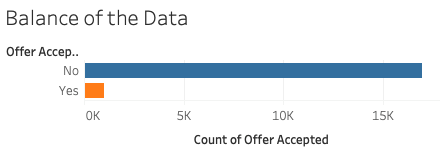 Balance of the Data
Offer Accep..
No
Yes
0K 5K 10K 15K
Count of Offer Accepted